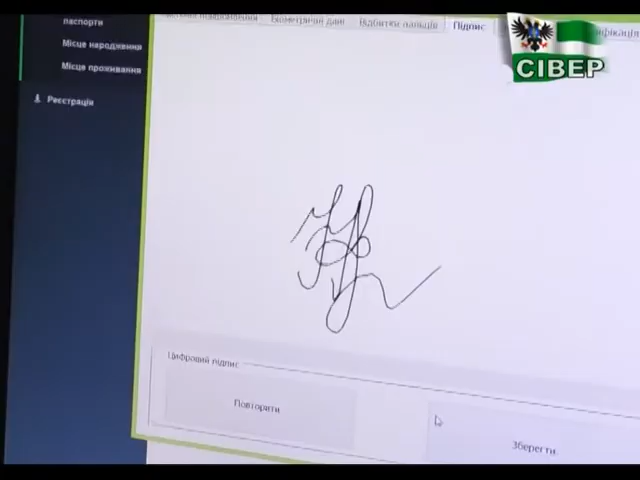 паспорти
Місце народження
Місце проживання
Реєстрація
Біометричні дані
Відбитки пальців
Підпис
СІВЕР
Цифровий підпис
Повторити
Зберегти